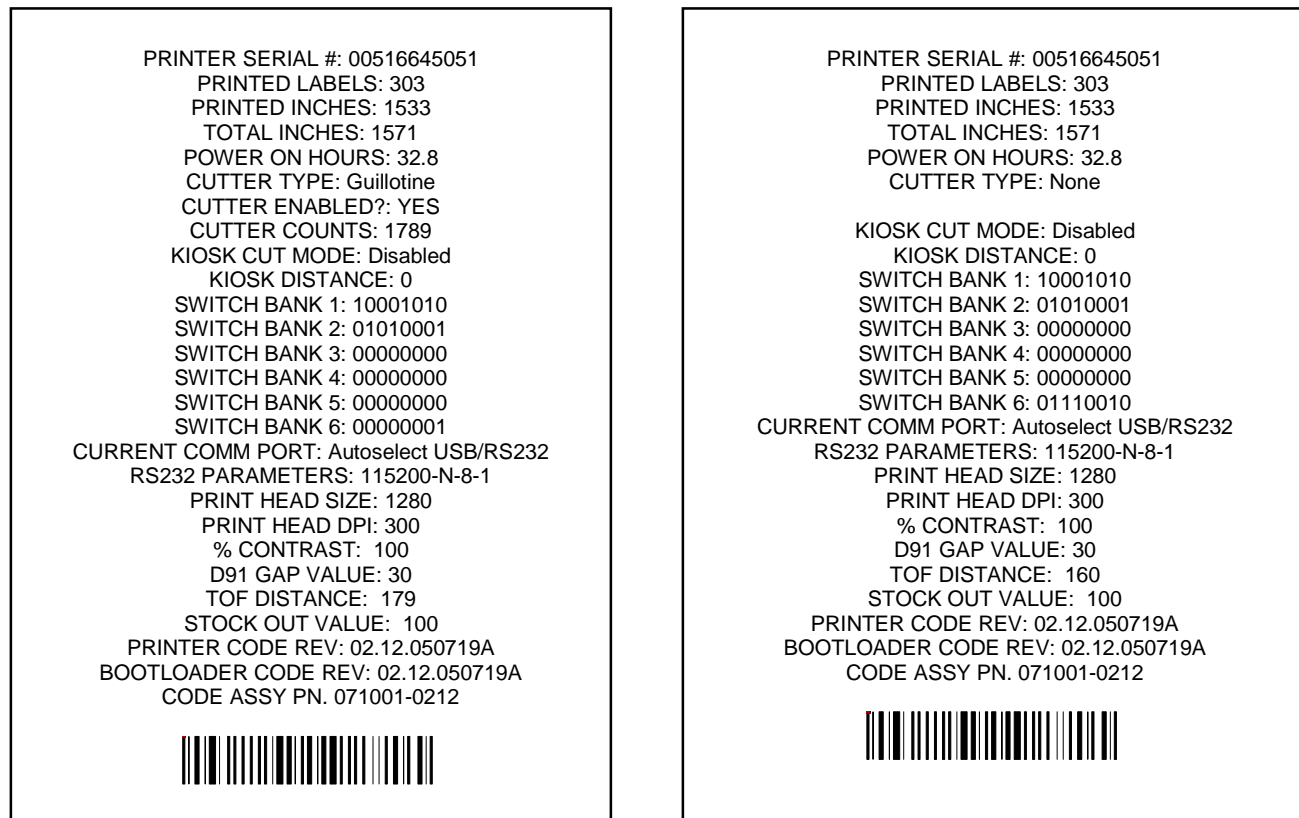 PRINTER SERIAL #: 00516645051
PRINTED LABELS: 303
PRINTED INCHES: 1533
TOTAL INCHES: 1571
POWER ON HOURS: 32.8
CUTTER TYPE: Guillotine
CUTTER ENABLED?: YES
CUTTER COUNTS: 1789
KIOSK CUT MODE: Disabled
KIOSK DISTANCE: 0
SWITCH BANK 1: 10001010
SWITCH BANK 2: 01010001
SWITCH BANK 3: 00000000
SWITCH BANK 4: 00000000
SWITCH BANK 5: 00000000
SWITCH BANK 6: 00000001
CURRENT COMM PORT: Autoselect USB/RS232
RS232 PARAMETERS: 115200-N-8-1
PRINT HEAD SIZE: 1280
PRINT HEAD DPI: 300
% CONTRAST: 100
D91 GAP VALUE: 30
TOF DISTANCE: 179
STOCK OUT VALUE: 100
PRINTER CODE REV: 02.12.050719A
BOOTLOADER CODE REV: 02.12.050719A
CODE ASSY PN. 071001-0212
PRINTER SERIAL #: 00516645051
PRINTED LABELS: 303
PRINTED INCHES: 1533
TOTAL INCHES: 1571
POWER ON HOURS: 32.8
CUTTER TYPE: None
KIOSK CUT MODE: Disabled
KIOSK DISTANCE: 0
SWITCH BANK 1: 10001010
SWITCH BANK 2: 01010001
SWITCH BANK 3: 00000000
SWITCH BANK 4: 00000000
SWITCH BANK 5: 00000000
SWITCH BANK 6: 01110010
CURRENT COMM PORT: Autoselect USB/RS232
RS232 PARAMETERS: 115200-N-8-1
PRINT HEAD SIZE: 1280
PRINT HEAD DPI: 300
% CONTRAST: 100
D91 GAP VALUE: 30
TOF DISTANCE: 160
STOCK OUT VALUE: 100
PRINTER CODE REV: 02.12.050719A
BOOTLOADER CODE REV: 02.12.050719A
CODE ASSY PN. 071001-0212